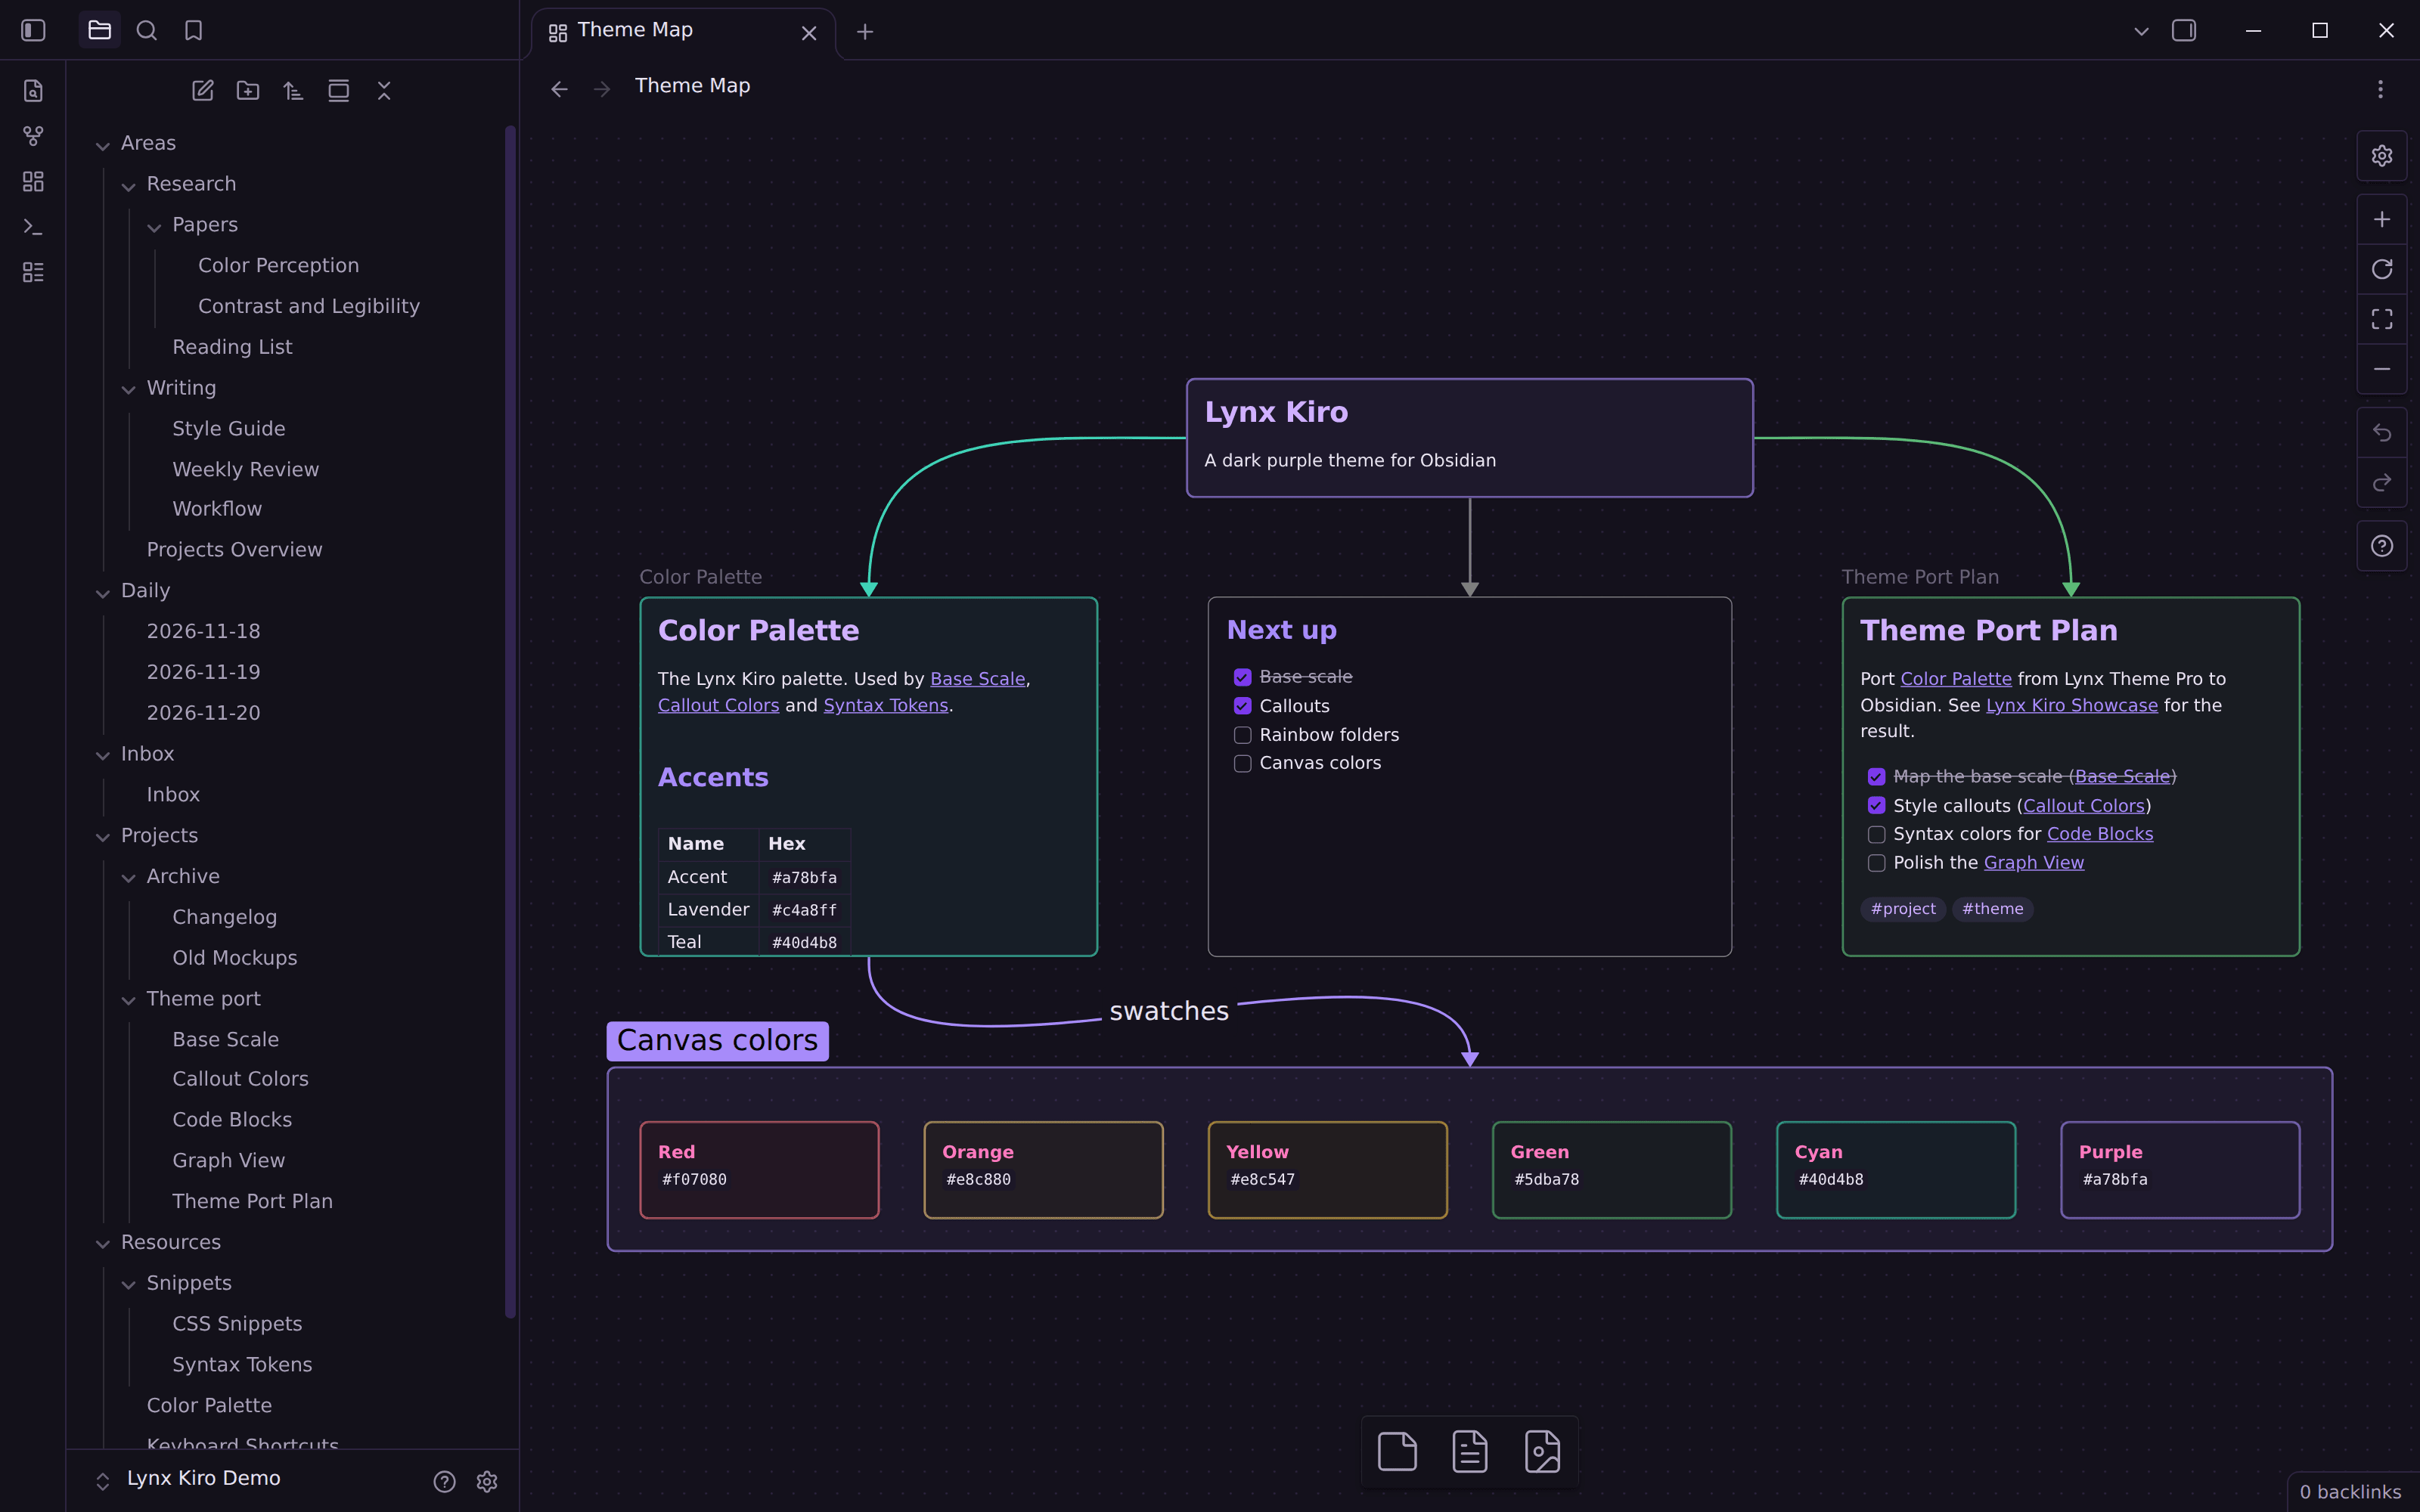 Theme Map
Theme Map
Areas
Research
Papers
Color Perception
Contrast and Legibility
Reading List
Writing
Style Guide
Weekly Review
Workflow
Projects Overview
Daily
2026-11-18
2026-11-19
2026-11-20
Inbox
Inbox
Projects
Archive
Changelog
Old Mockups
Theme port
Base Scale
Callout Colors
Code Blocks
Graph View
Theme Port Plan
Resources
Snippets
CSS Snippets
Syntax Tokens
Color Palette
Keyboard Shortcuts
Lynx Kiro Demo
Lynx Kiro
A dark purple theme for Obsidian
Color Palette
Color Palette
The Lynx Kiro palette. Used by Base Scale,
Callout Colors and Syntax Tokens.
Accents
Name Hex
Accent #a78bfa
Lavender #c4a8ff
Teal #40d4b8
Next up
Base scale
Callouts
Rainbow folders
Canvas colors
Theme Port Plan
Theme Port Plan
Port Color Palette from Lynx Theme Pro to
Obsidian. See Lynx Kiro Showcase for the
result.
Map the base scale (Base Scale)
Style callouts (Callout Colors)
Syntax colors for Code Blocks
Polish the Graph View
#project #theme
swatches
Canvas colors
Red
#f07080
Orange
#e8c880
Yellow
#e8c547
Green
#5dba78
Cyan
#40d4b8
Purple
#a78bfa
0 backlinks